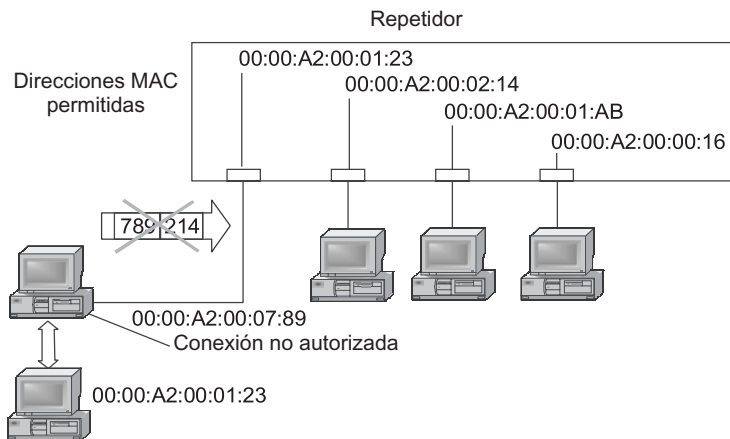 Repetidor
00:00:A2:00:01:23
Direcciones MAC
permitidas
00:00:A2:00:02:14
00:00:A2:00:01:AB
00:00:A2:00:00:16
789 214
00:00:A2:00:07:89
Conexión no autorizada
00:00:A2:00:01:23